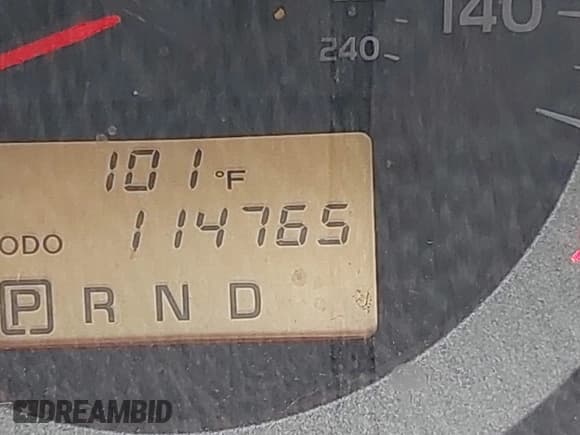 140
240
101 °F
ODO 114765
P R N D
DREAMBID